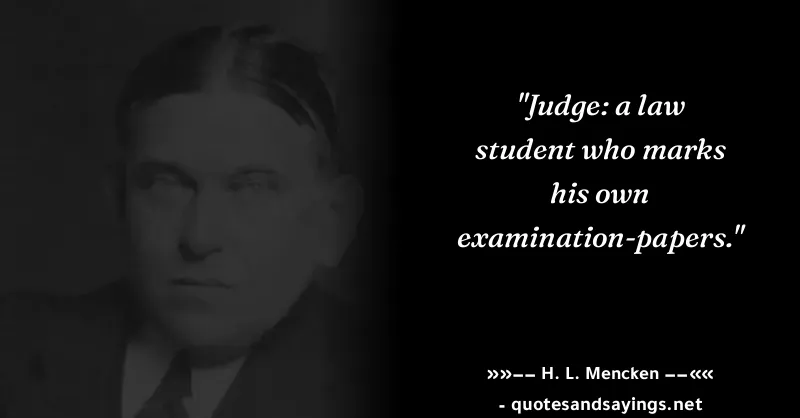 "Judge: a law
student who marks
his own
examination-papers."
»»−− H. L. Mencken −−««
- quotesandsayings.net